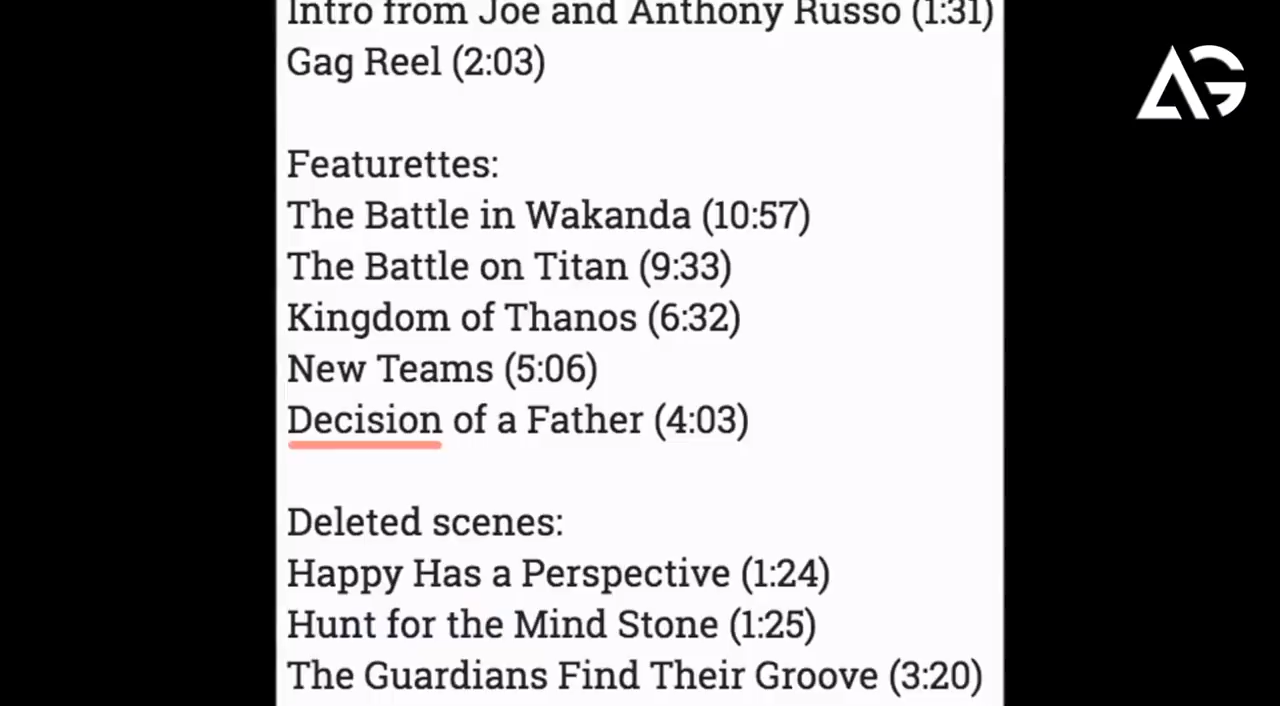 Intro from Joe and Anthony Russo (1:31)
Gag Reel (2:03)
AG
Featurettes:
The Battle in Wakanda (10:57)
The Battle on Titan (9:33)
Kingdom of Thanos (6:32)
New Teams (5:06)
Decision of a Father (4:03)
Deleted scenes:
Happy Has a Perspective (1:24)
Hunt for the Mind Stone (1:25)
The Guardians Find Their Groove (3:20)